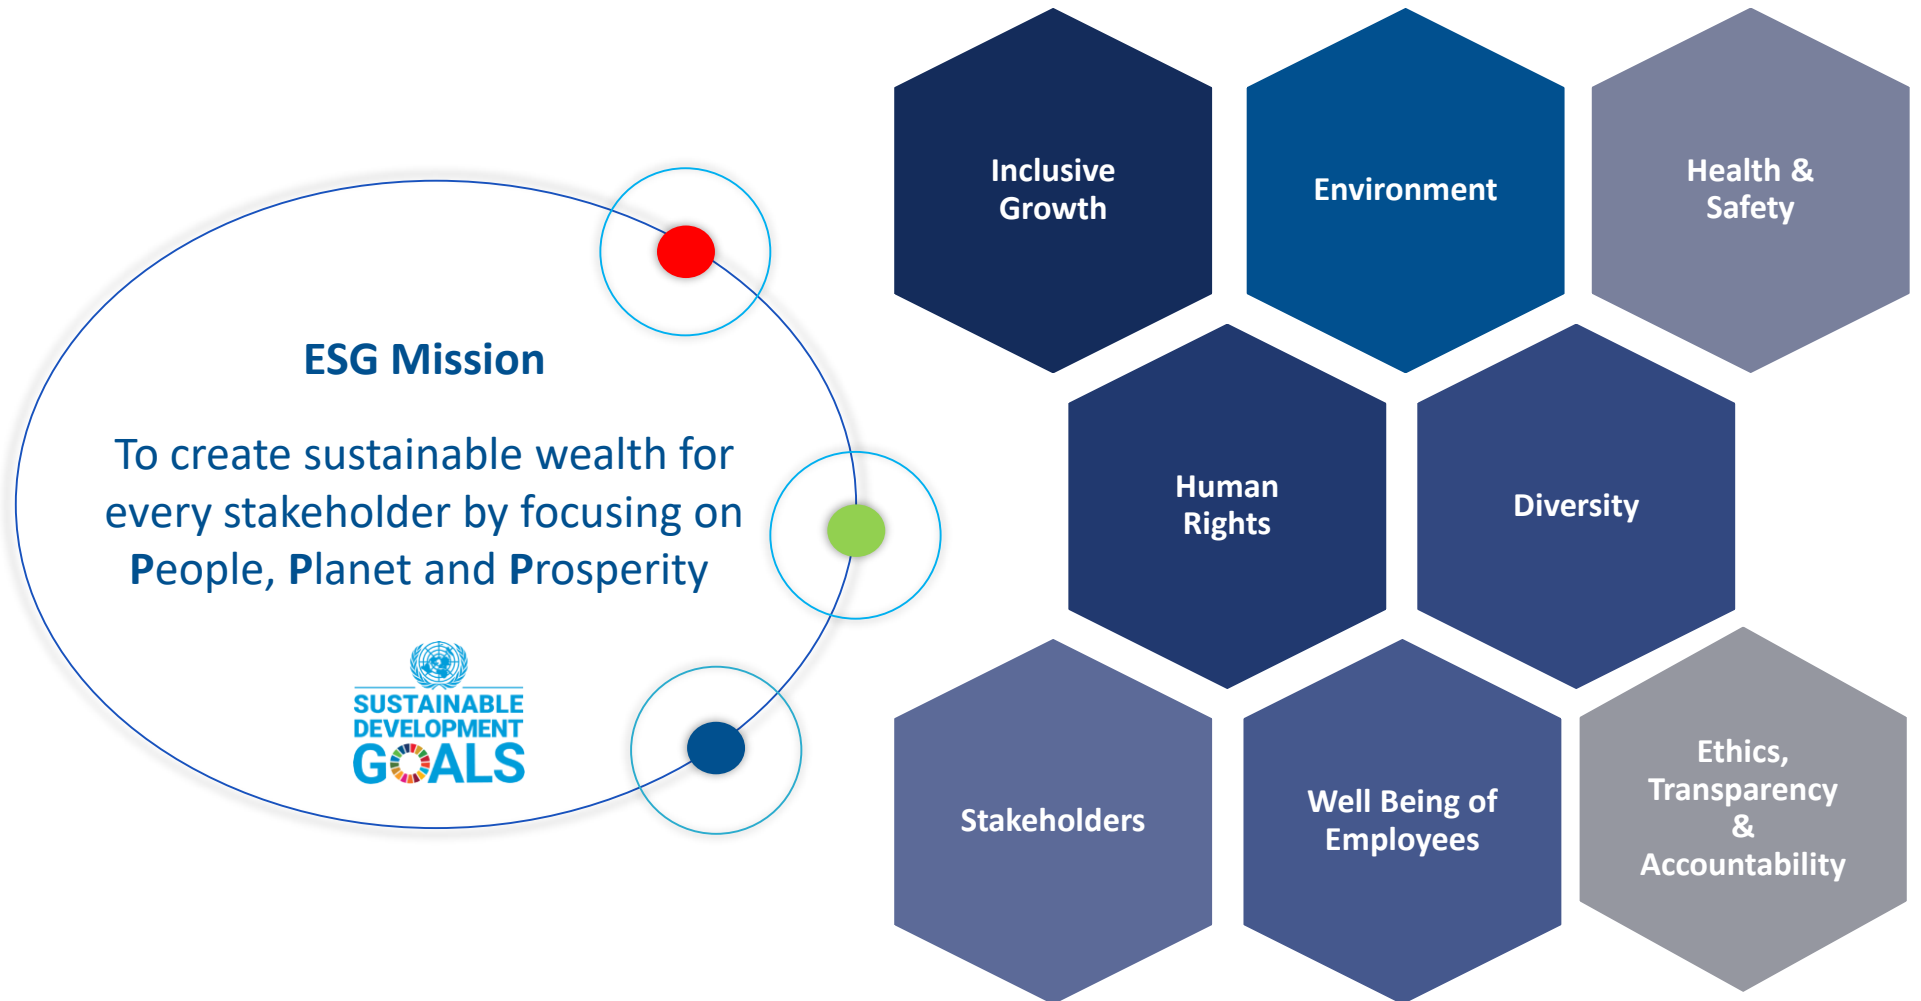 ESG Mission
To create sustainable wealth for
every stakeholder by focusing on
People, Planet and Prosperity
SUSTAINABLE
DEVELOPMENT
GOALS
Inclusive
Growth
Environment
Health &
Safety
Human
Rights
Diversity
Stakeholders
Well Being of
Employees
Ethics,
Transparency
&
Accountability